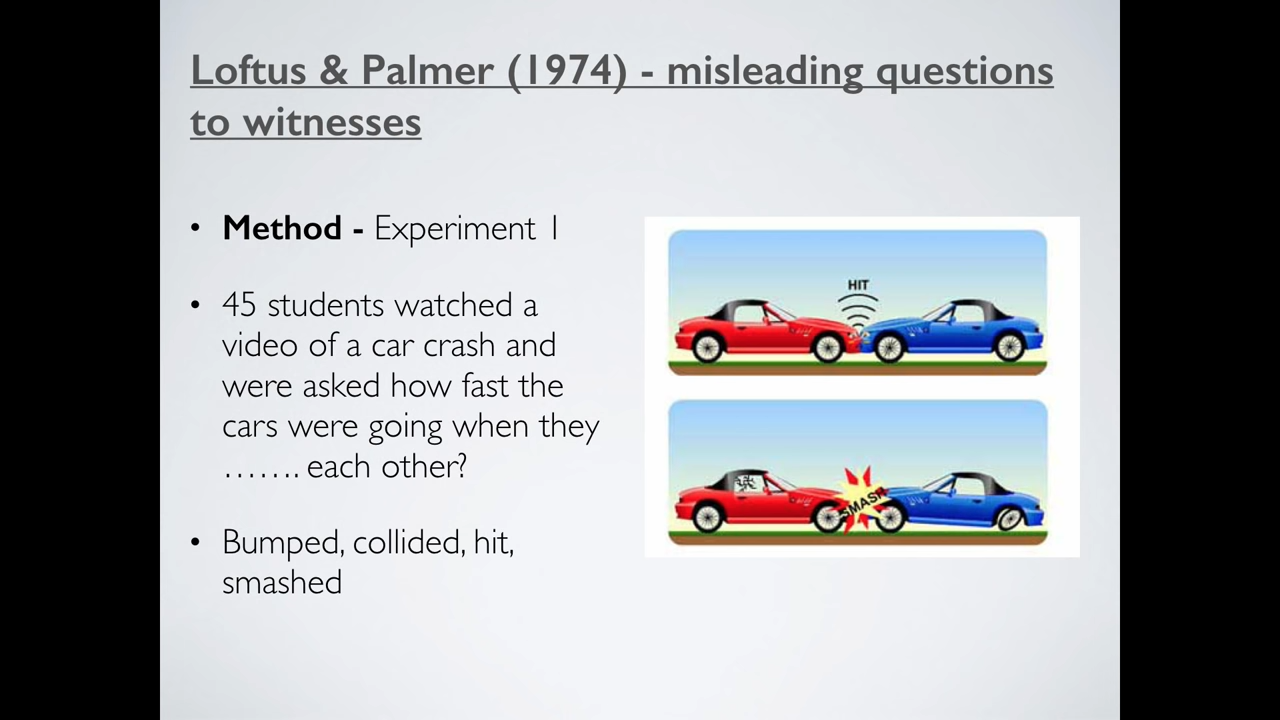 Loftus & Palmer (1974) - misleading questions
to witnesses
• Method - Experiment 1
• 45 students watched a
video of a car crash and
were asked how fast the
cars were going when they
……. each other?
• Bumped, collided, hit,
smashed
HIT
SMASH